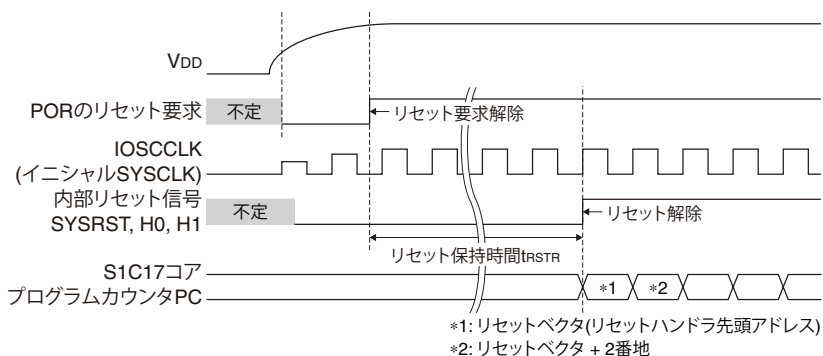 VDD
PORのリセット要求
不定
リセット要求解除
IOSCCLK
(イニシャルSYSCLK)
内部リセット信号
SYSRST, H0, H1
不定
リセット解除
リセット保持時間tRSTR
S1C17コア
プログラムカウンタPC
*1
*2
*1: リセットベクタ(リセットハンドラ先頭アドレス)
*2: リセットベクタ + 2番地